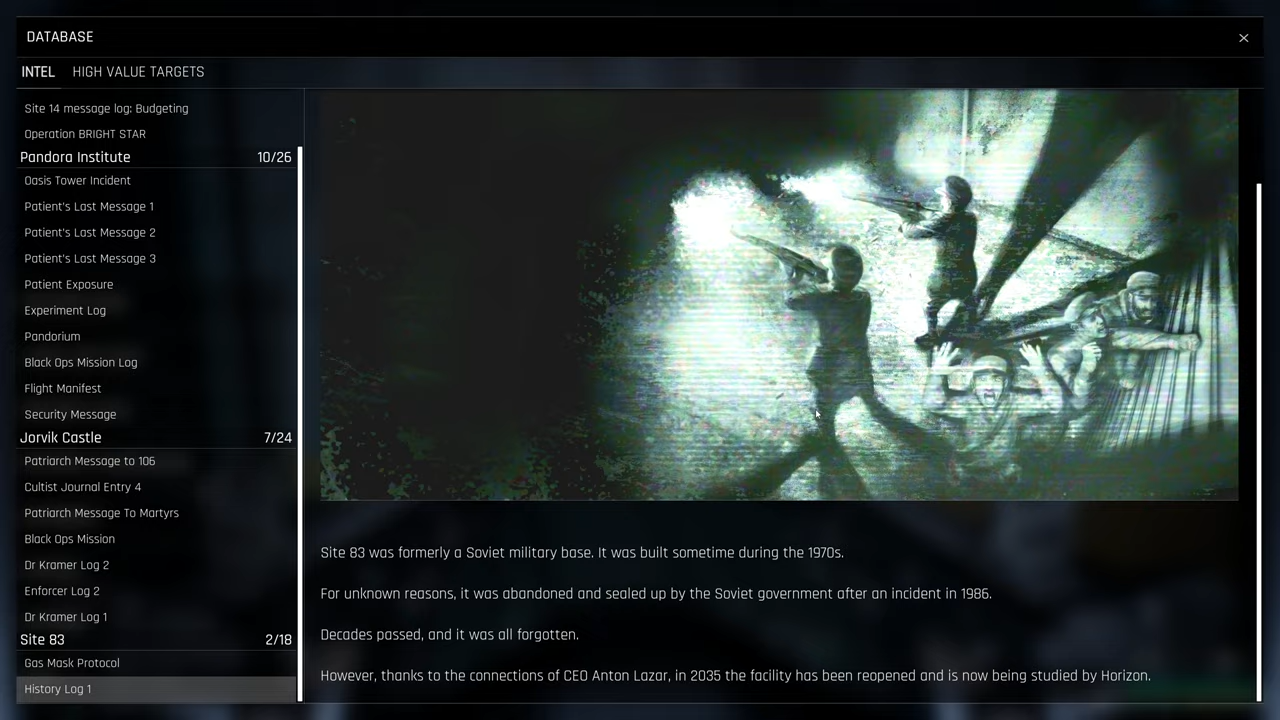 DATABASE
INTEL HIGH VALUE TARGETS
Site 14 message log: Budgeting
Operation BRIGHT STAR
Pandora Institute 10/26
Oasis Tower Incident
Patient's Last Message 1
Patient's Last Message 2
Patient's Last Message 3
Patient Exposure
Experiment Log
Pandorium
Black Ops Mission Log
Flight Manifest
Security Message
Jorvik Castle 7/24
Patriarch Message to 106
Cultist Journal Entry 4
Patriarch Message To Martyrs
Black Ops Mission
Dr Kramer Log 2
Enforcer Log 2
Dr Kramer Log 1
Site 83 2/18
Gas Mask Protocol
History Log 1
Site 83 was formerly a Soviet military base. It was built sometime during the 1970s.
For unknown reasons, it was abandoned and sealed up by the Soviet government after an incident in 1986.
Decades passed, and it was all forgotten.
However, thanks to the connections of CEO Anton Lazar, in 2035 the facility has been reopened and is now being studied by Horizon.